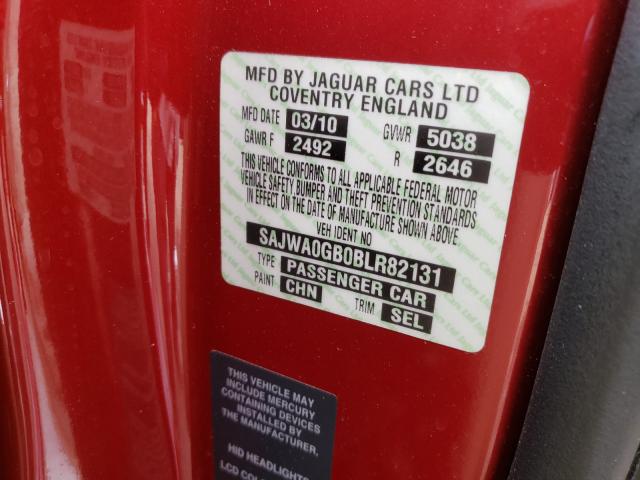 MFD BY JAGUAR CARS LTD
COVENTRY ENGLAND
MFD DATE 03/10 GVWR 5038
GAWR F 2492 R 2646
THIS VEHICLE CONFORMS TO ALL APPLICABLE FEDERAL MOTOR
VEHICLE SAFETY BUMPER AND THEFT PREVENTION STANDARDS
IN EFFECT ON THE DATE OF MANUFACTURE SHOWN ABOVE.
VEH IDENT NO
SAJWA0GB0BLR82131
TYPE PASSENGER CAR
PAINT CHN TRIM SEL
THIS VEHICLE MAY
INCLUDE MERCURY
CONTAINING DEVICES
INSTALLED BY
THE MANUFACTURER.
HID HEADLIGHTS
LCD